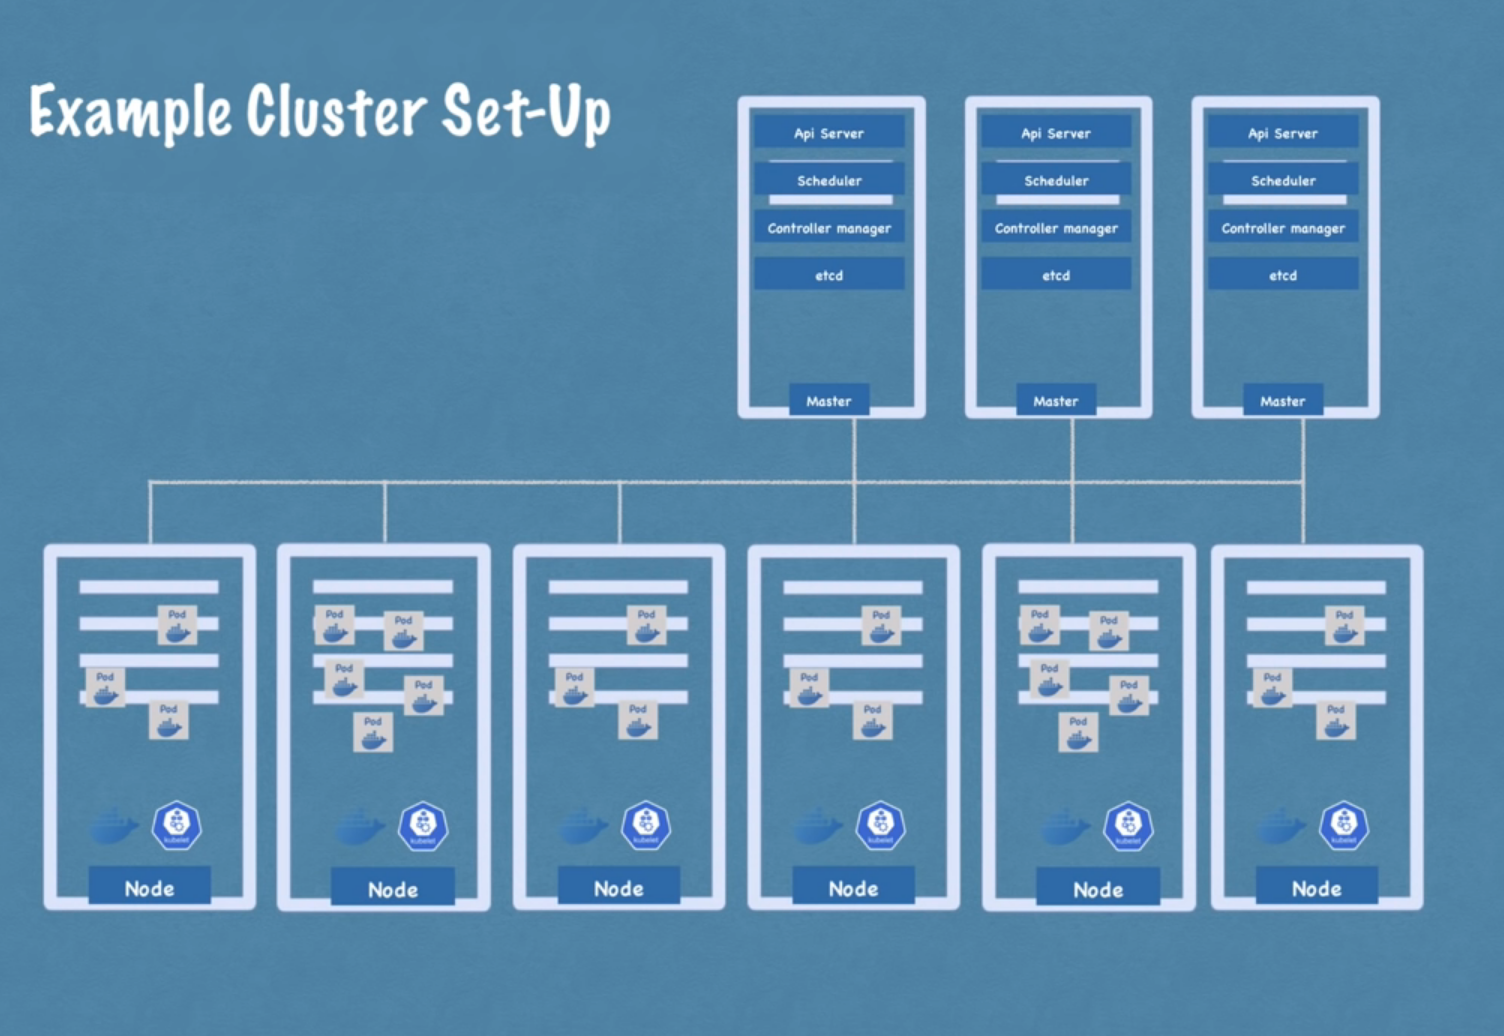 Example Cluster Set-Up
Api Server
Scheduler
Controller manager
etcd
Master
Api Server
Scheduler
Controller manager
etcd
Master
Api Server
Scheduler
Controller manager
etcd
Master
Pod
Pod
Pod
kubelet
Node
Pod
Pod
Pod
Pod
Pod
kubelet
Node
Pod
Pod
Pod
kubelet
Node
Pod
Pod
Pod
kubelet
Node
Pod
Pod
Pod
Pod
Pod
kubelet
Node
Pod
Pod
Pod
kubelet
Node